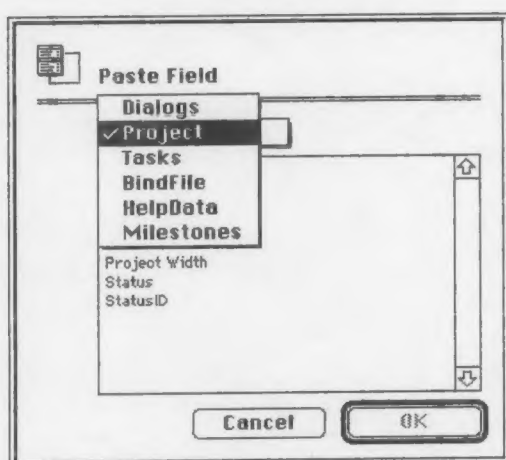 Paste Field
Dialogs
✓Project
Tasks
BindFile
HelpData
Milestones
Project Width
Status
StatusID
Cancel
OK